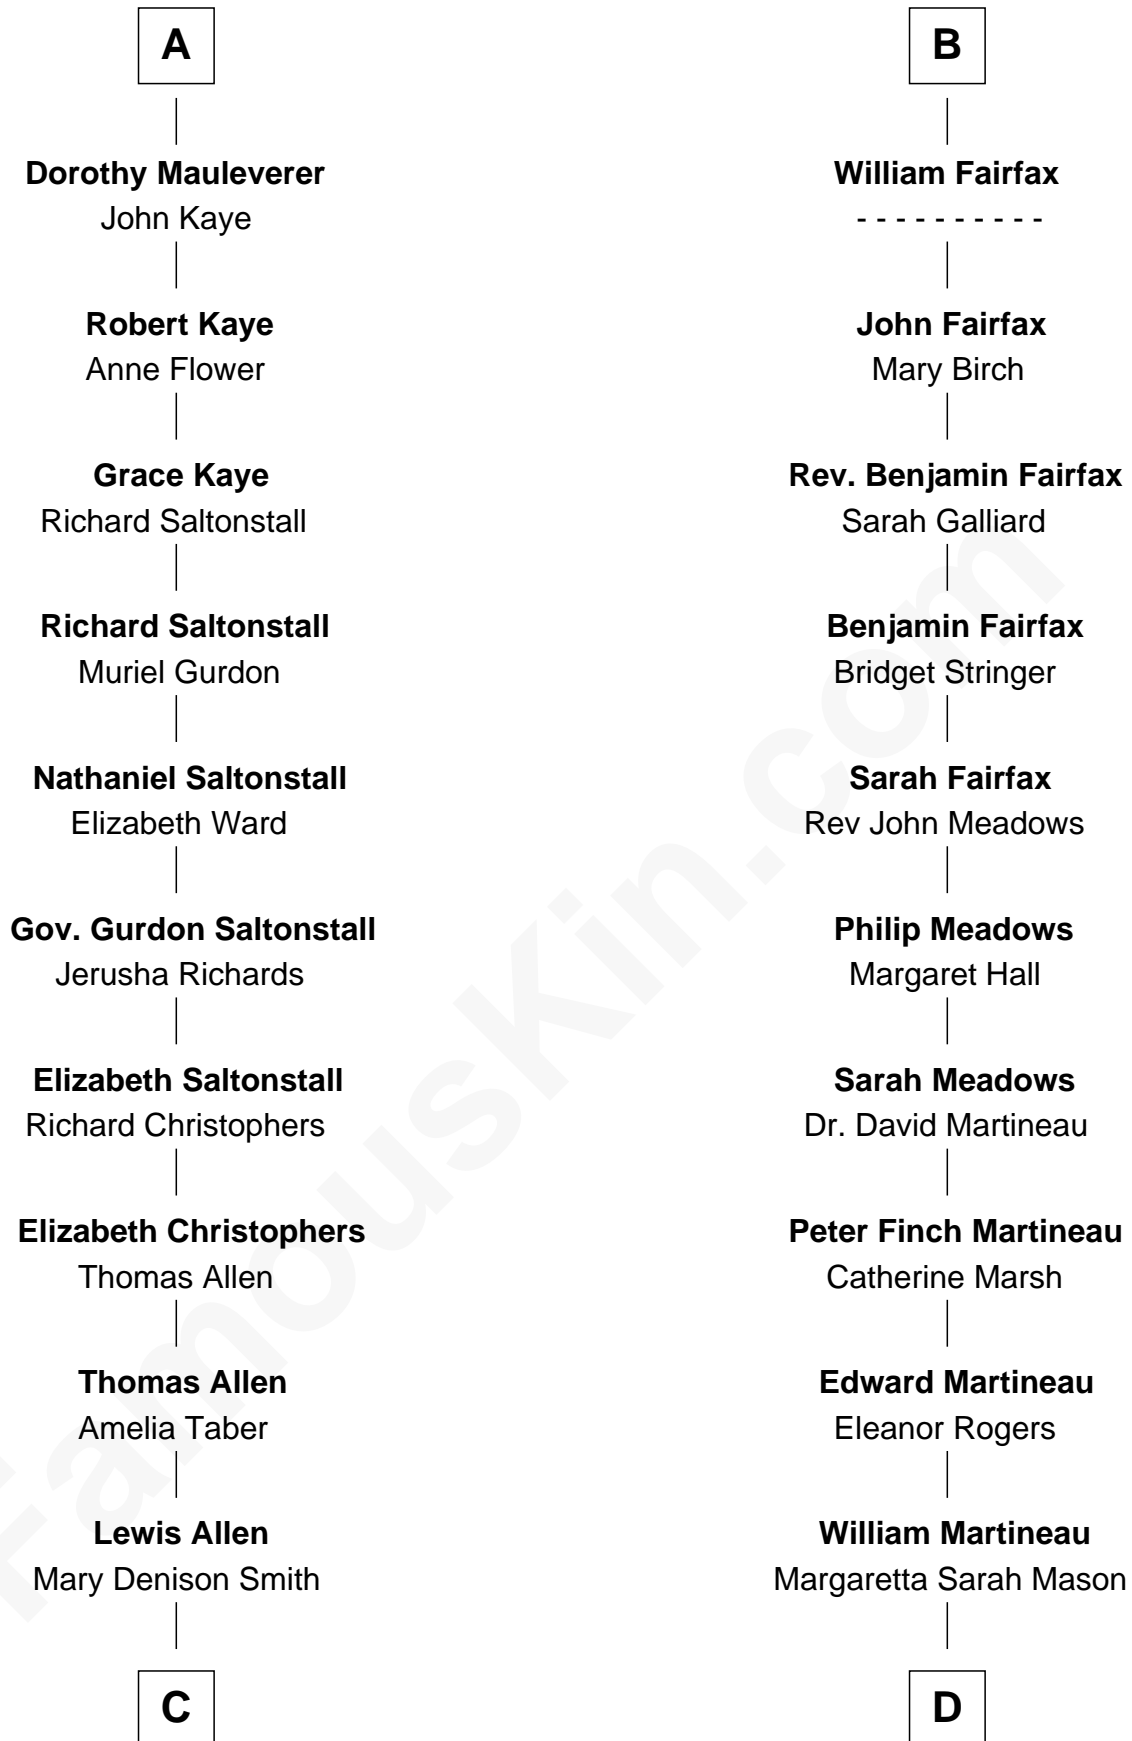 A
Dorothy Mauleverer
John Kaye
Robert Kaye
Anne Flower
Grace Kaye
Richard Saltonstall
Richard Saltonstall
Muriel Gurdon
Nathaniel Saltonstall
Elizabeth Ward
Gov. Gurdon Saltonstall
Jerusha Richards
Elizabeth Saltonstall
Richard Christophers
Elizabeth Christophers
Thomas Allen
Thomas Allen
Amelia Taber
Lewis Allen
Mary Denison Smith
C
B
William Fairfax
- - - - - - - - - -
John Fairfax
Mary Birch
Rev. Benjamin Fairfax
Sarah Galliard
Benjamin Fairfax
Bridget Stringer
Sarah Fairfax
Rev John Meadows
Philip Meadows
Margaret Hall
Sarah Meadows
Dr. David Martineau
Peter Finch Martineau
Catherine Marsh
Edward Martineau
Eleanor Rogers
William Martineau
Margaretta Sarah Mason
D
FamousKin.com